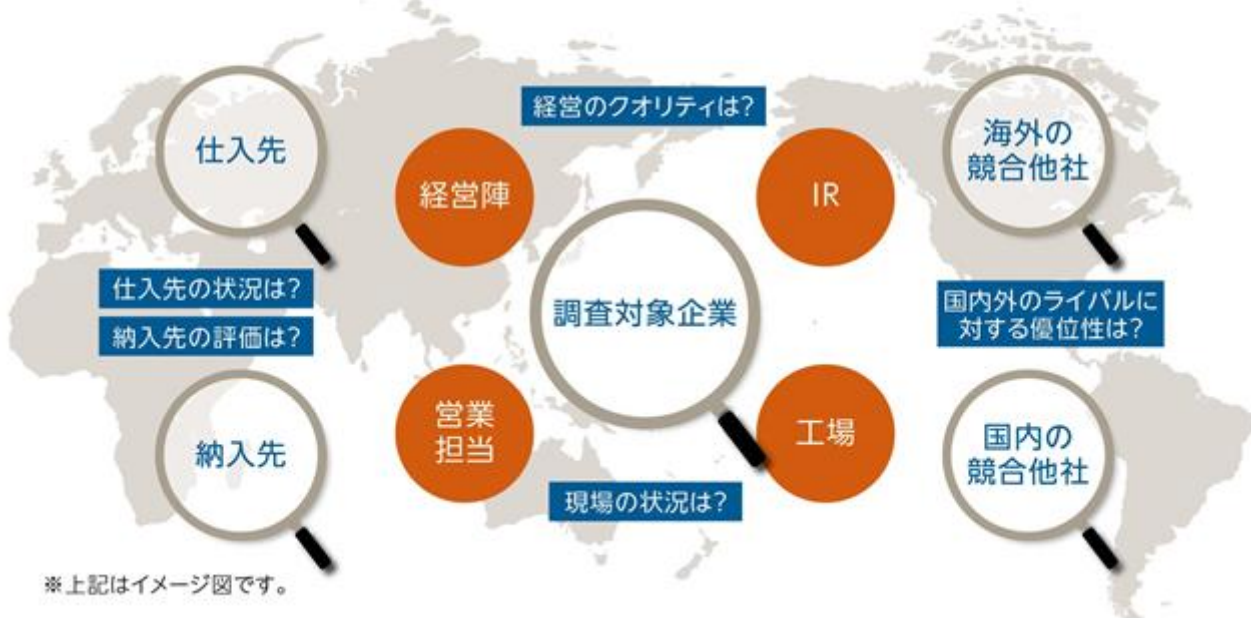 経営のクオリティは?
仕入先
経営陣
IR
海外の
競合他社
調査対象企業
仕入先の状況は?
納入先の評価は?
国内外のライバルに
対する優位性は?
営業
担当
工場
納入先
国内の
競合他社
現場の状況は?
※上記はイメージ図です。